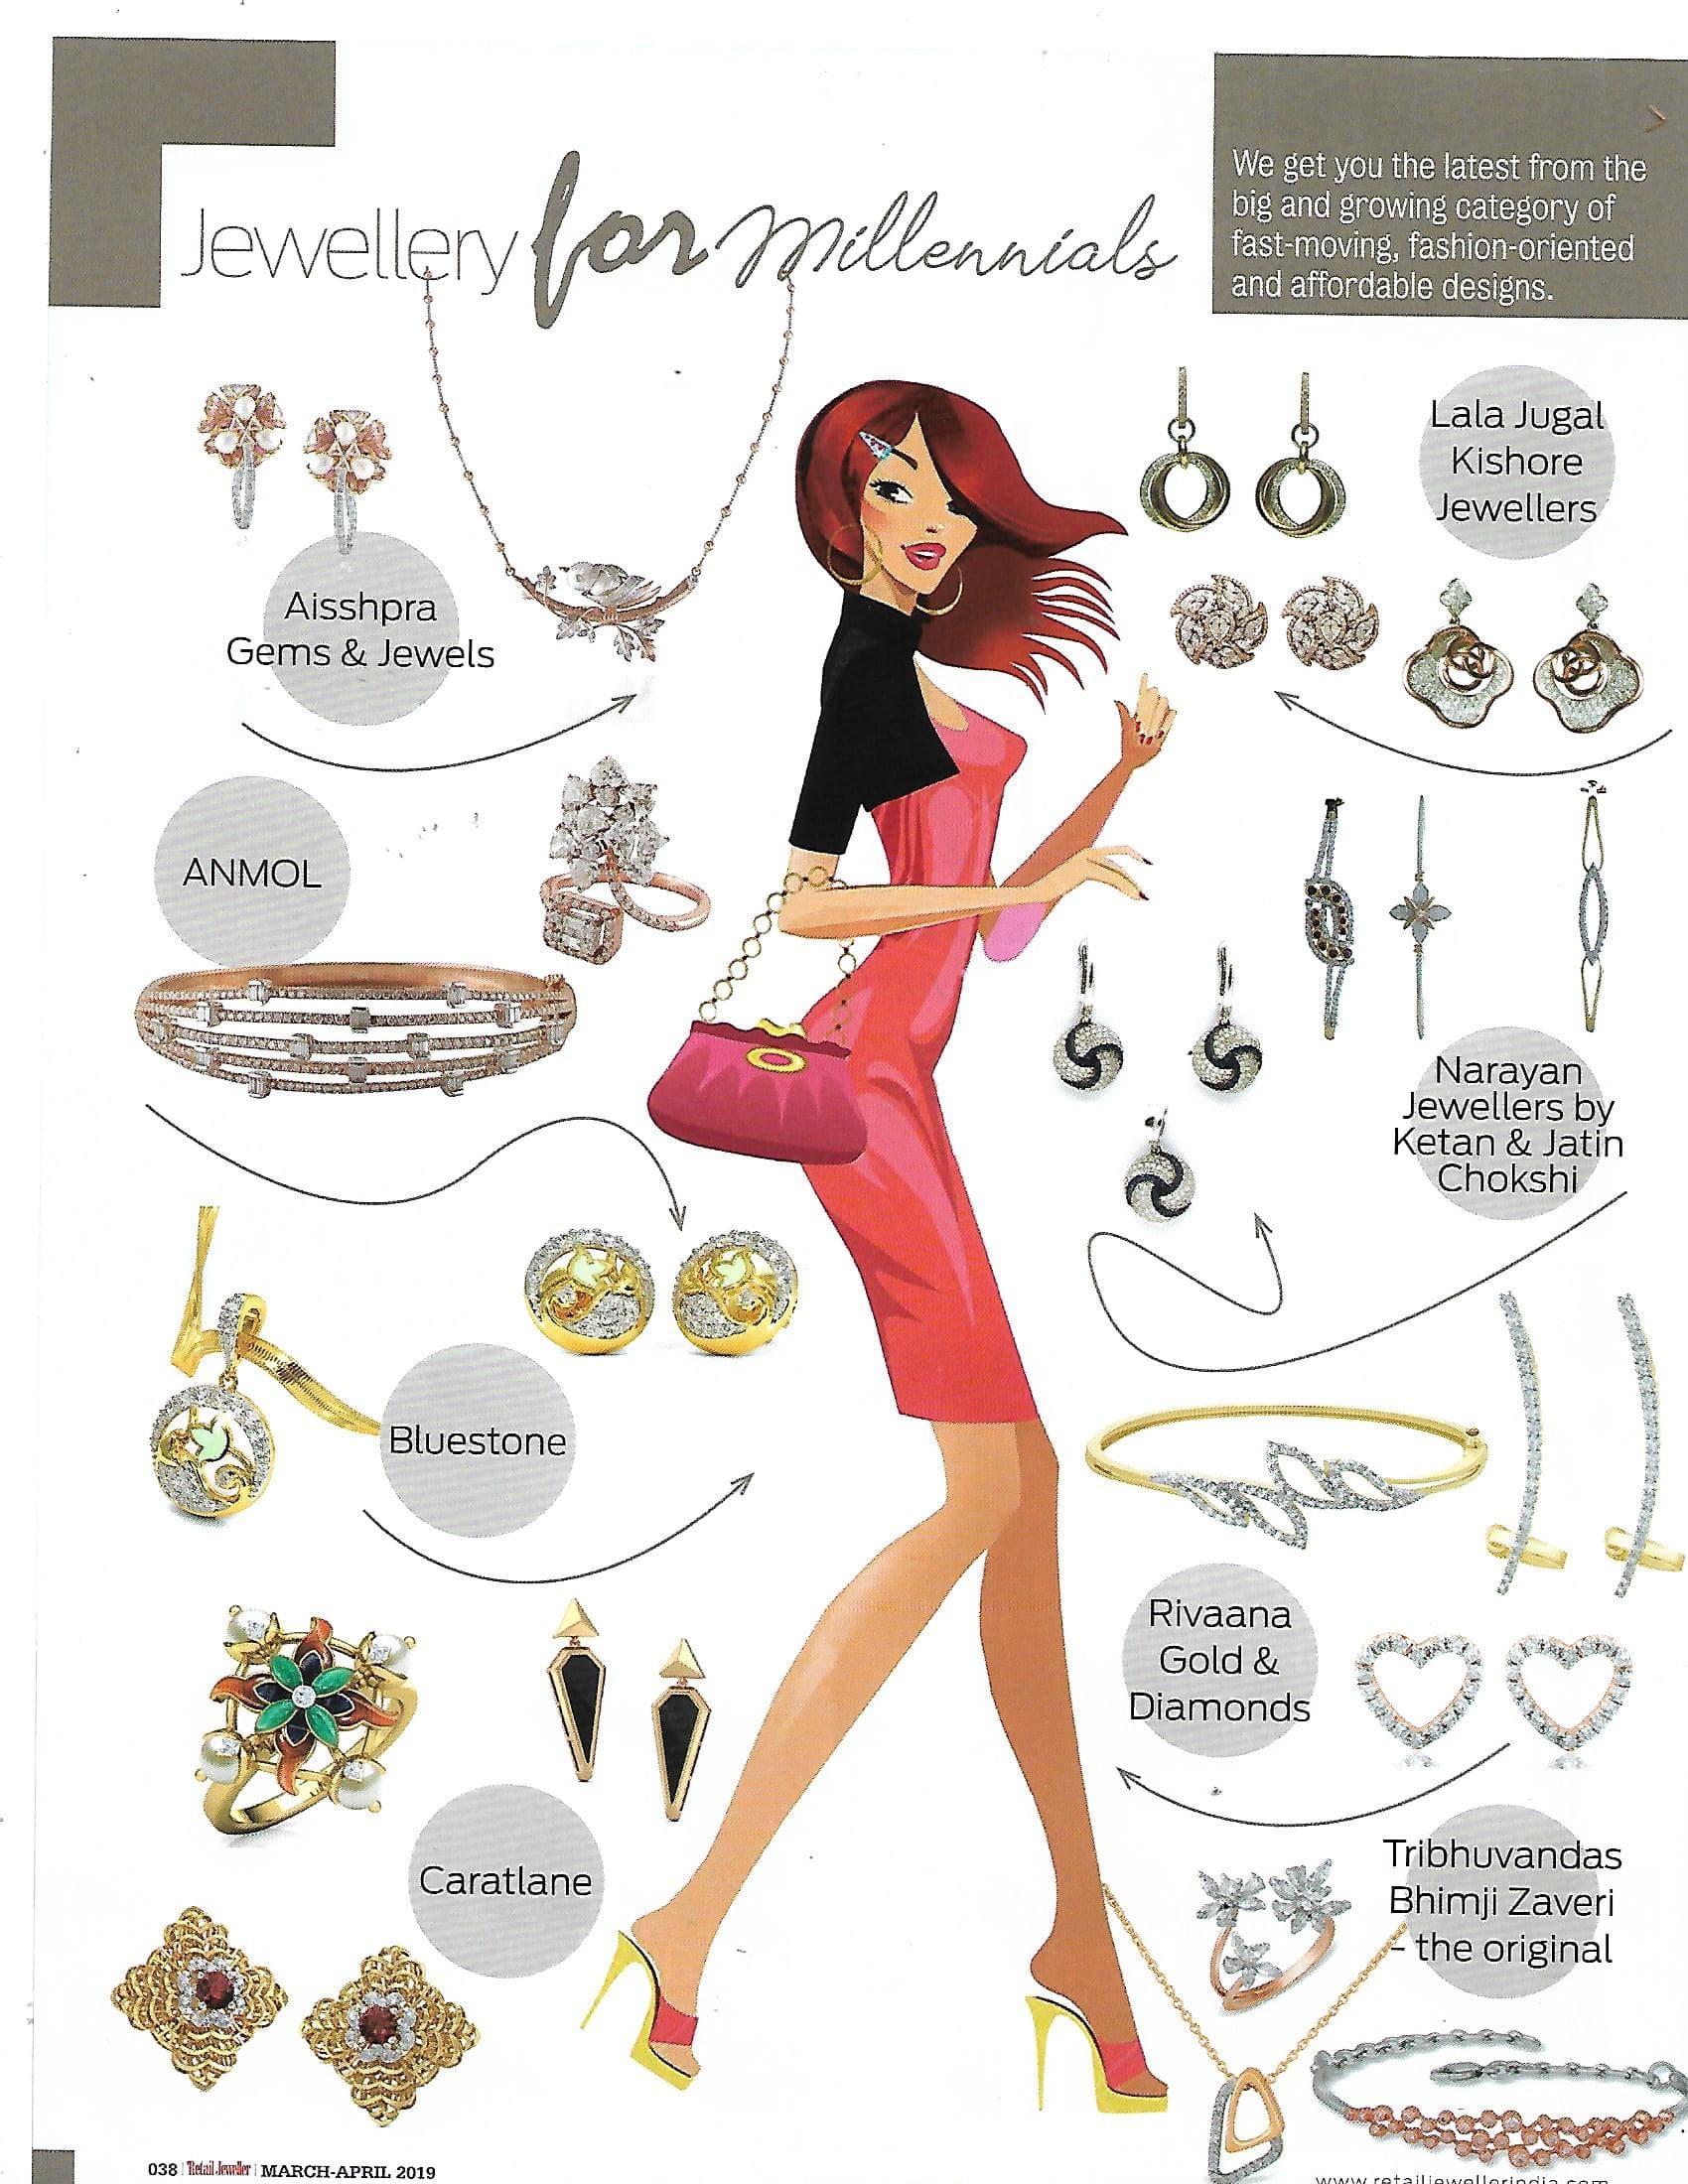 Jewellery for Millennials
We get you the latest from the
big and growing category of
fast-moving, fashion-oriented
and affordable designs.
Aisshpra
Gems & Jewels
Lala Jugal
Kishore
Jewellers
ANMOL
Narayan
Jewellers by
Ketan & Jatin
Chokshi
Bluestone
Rivaana
Gold &
Diamonds
Caratlane
Tribhuvandas
Bhimji Zaveri
- the original
038 | Retail Jeweller | MARCH-APRIL 2019
www.retailjewellerindia.com